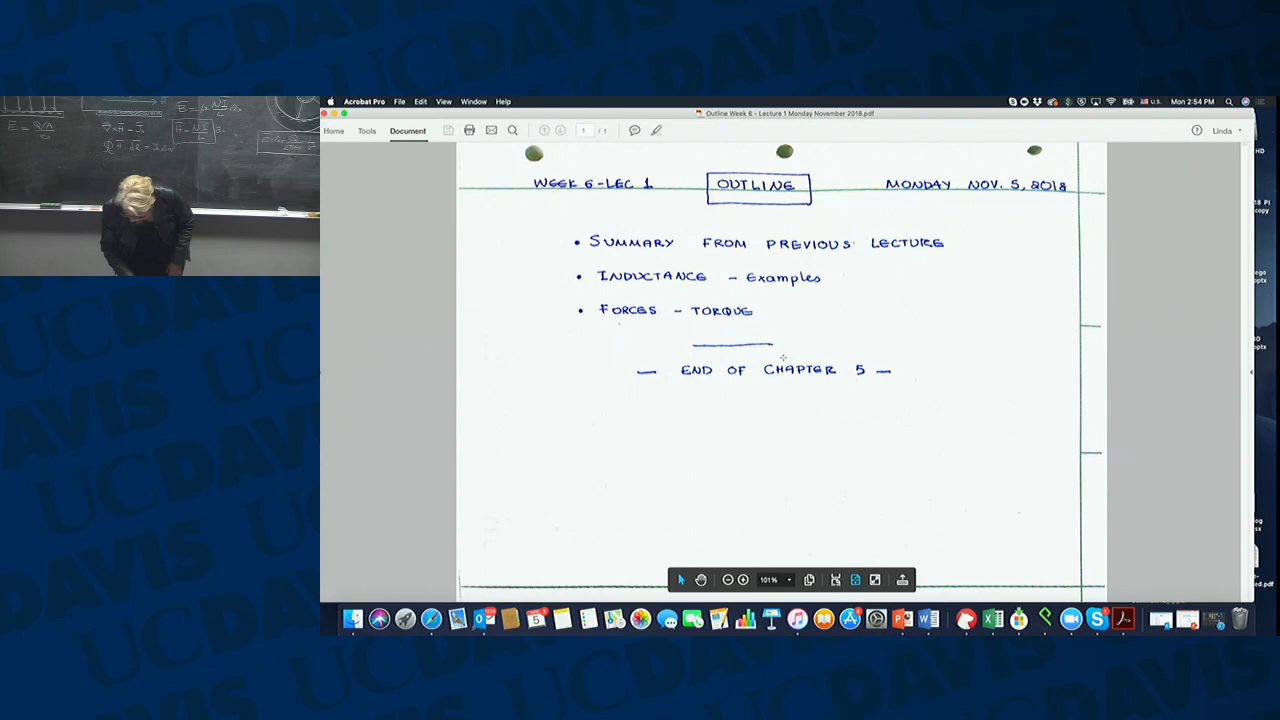 UC DAVIS
Acrobat Pro File Edit View Window Help
U.S. Mon 2:54 PM
Outline Week 6 - Lecture 1 Monday November 2018.pdf
Home Tools Document 1 / 1 Linda
WEEK 6-LEC 1 OUTLINE MONDAY NOV. 5, 2018
• SUMMARY FROM PREVIOUS LECTURE
• INDUCTANCE - Examples
• FORCES - TORQUE
— END OF CHAPTER 5 —
101%